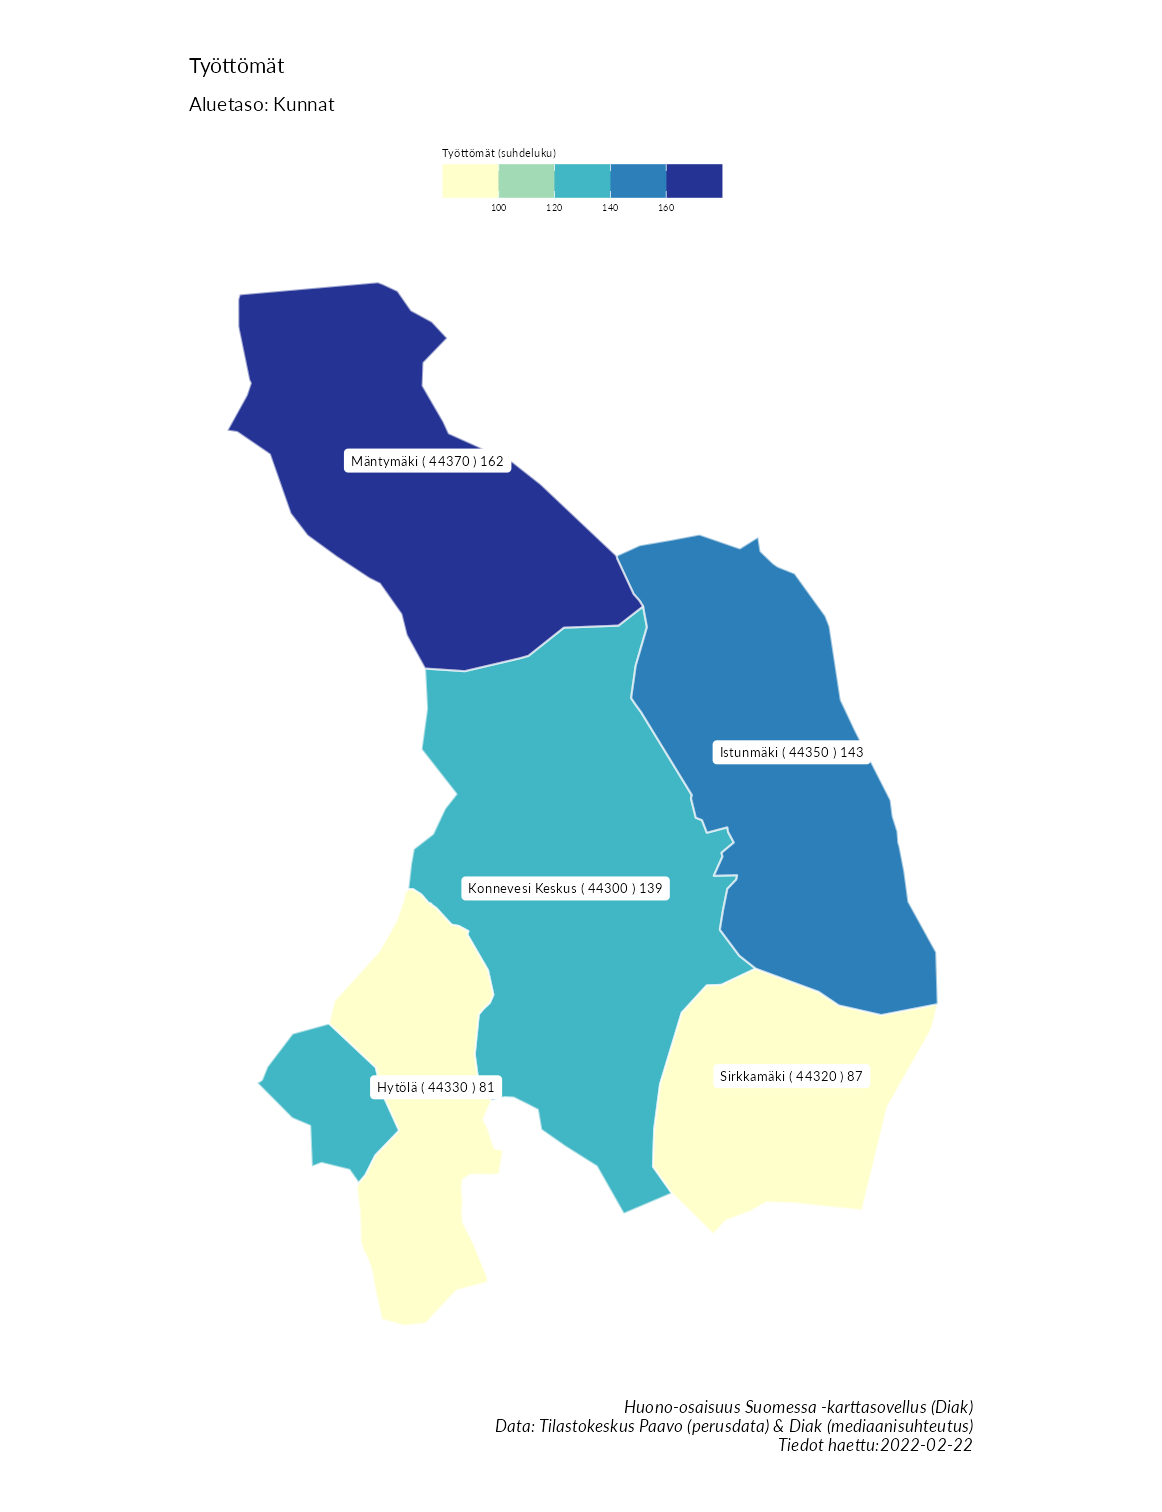 Työttömät
Aluetaso: Kunnat
Työttömät (suhdeluku)
100 120 140 160
Mäntymäki ( 44370 ) 162
Istunmäki ( 44350 ) 143
Konnevesi Keskus ( 44300 ) 139
Sirkkamäki ( 44320 ) 87
Hytölä ( 44330 ) 81
Huono-osaisuus Suomessa -karttasovellus (Diak)
Data: Tilastokeskus Paavo (perusdata) & Diak (mediaanisuhteutus)
Tiedot haettu:2022-02-22